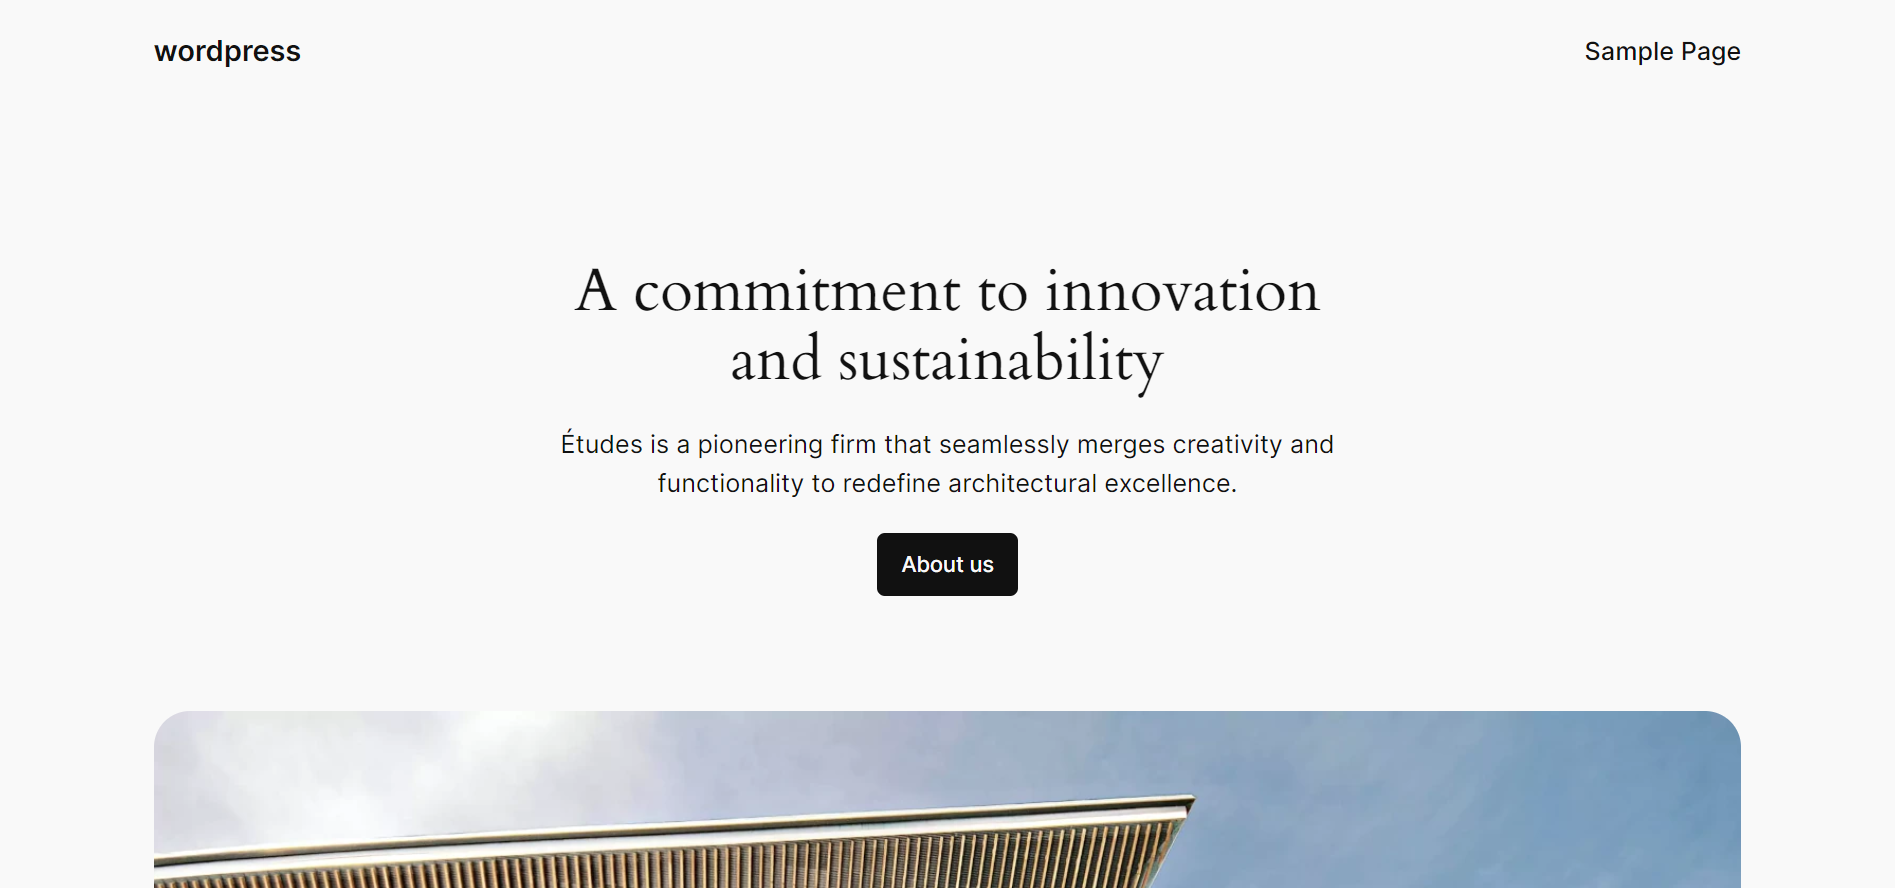 wordpress
Sample Page
A commitment to innovation
and sustainability
Études is a pioneering firm that seamlessly merges creativity and
functionality to redefine architectural excellence.
About us